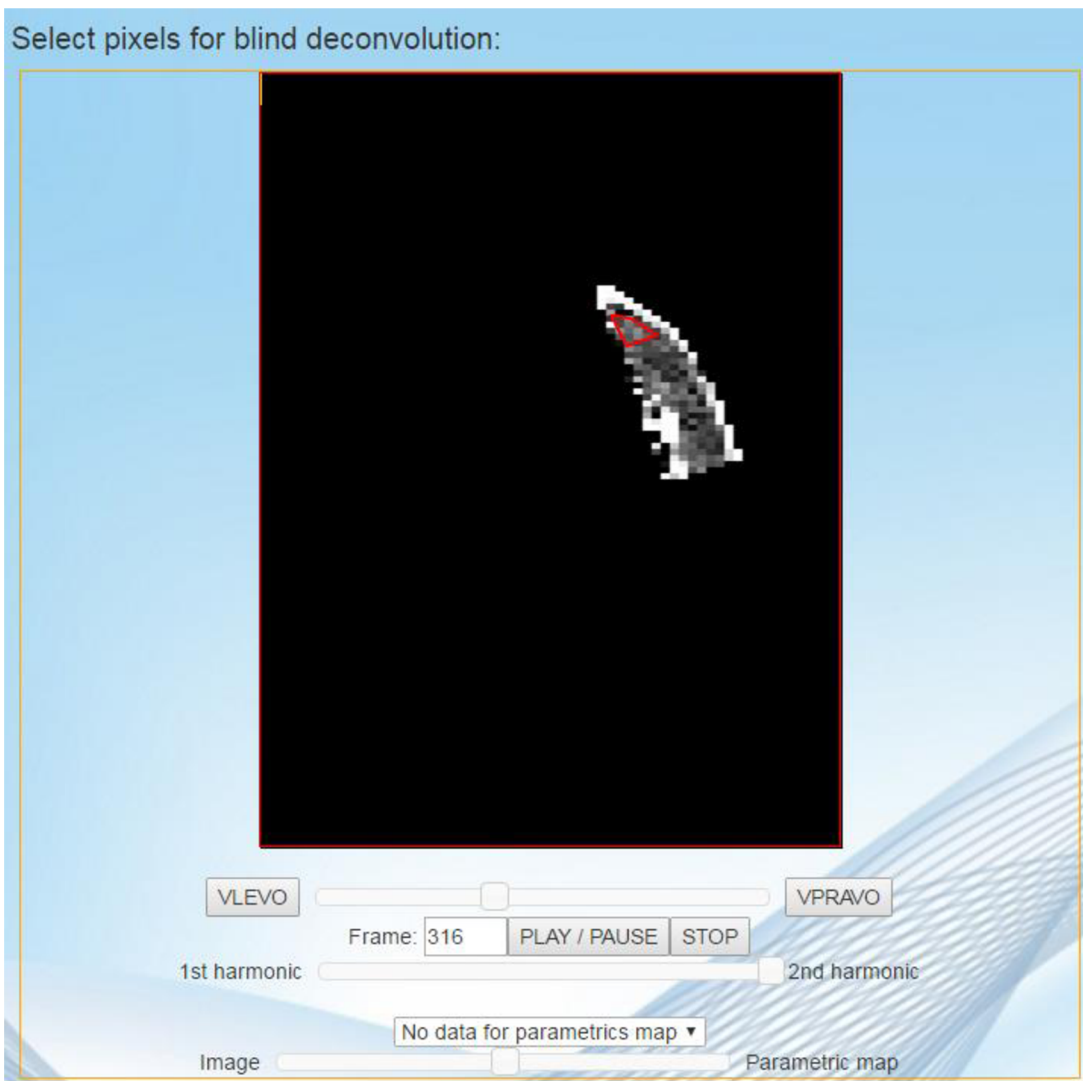 Select pixels for blind deconvolution:
VLEVO VPRAVO
Frame: 316 PLAY / PAUSE STOP
1st harmonic 2nd harmonic
No data for parametrics map ▼
Image Parametric map